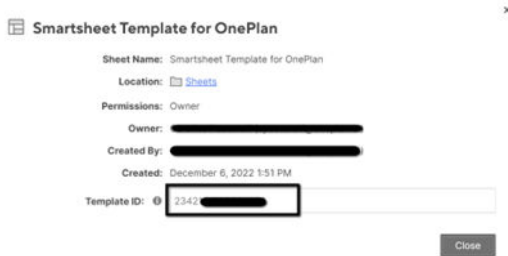 Smartsheet Template for OnePlan
Sheet Name: Smartsheet Template for OnePlan
Location: Sheets
Permissions: Owner
Owner:
Created By:
Created: December 6, 2022 1:51 PM
Template ID: 2342
Close